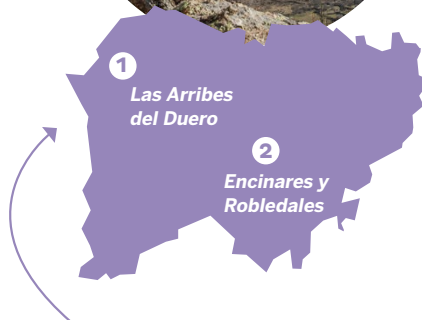 1
Las Arribes
del Duero
2
Encinares y
Robledales